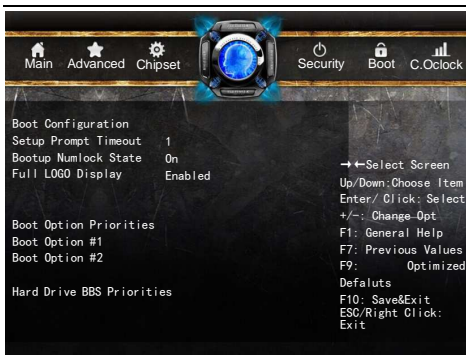 Main Advanced Chipset Security Boot C.Oclock
Boot Configuration
Setup Prompt Timeout 1
Bootup Numlock State On
Full LOGO Display Enabled
Boot Option Priorities
Boot Option #1
Boot Option #2
Hard Drive BBS Priorities
→←Select Screen
Up/Down:Choose Item
Enter/ Click: Select
+/-: Change Opt
F1: General Help
F7: Previous Values
F9: Optimized
Defaluts
F10: Save&Exit
ESC/Right Click:
Exit